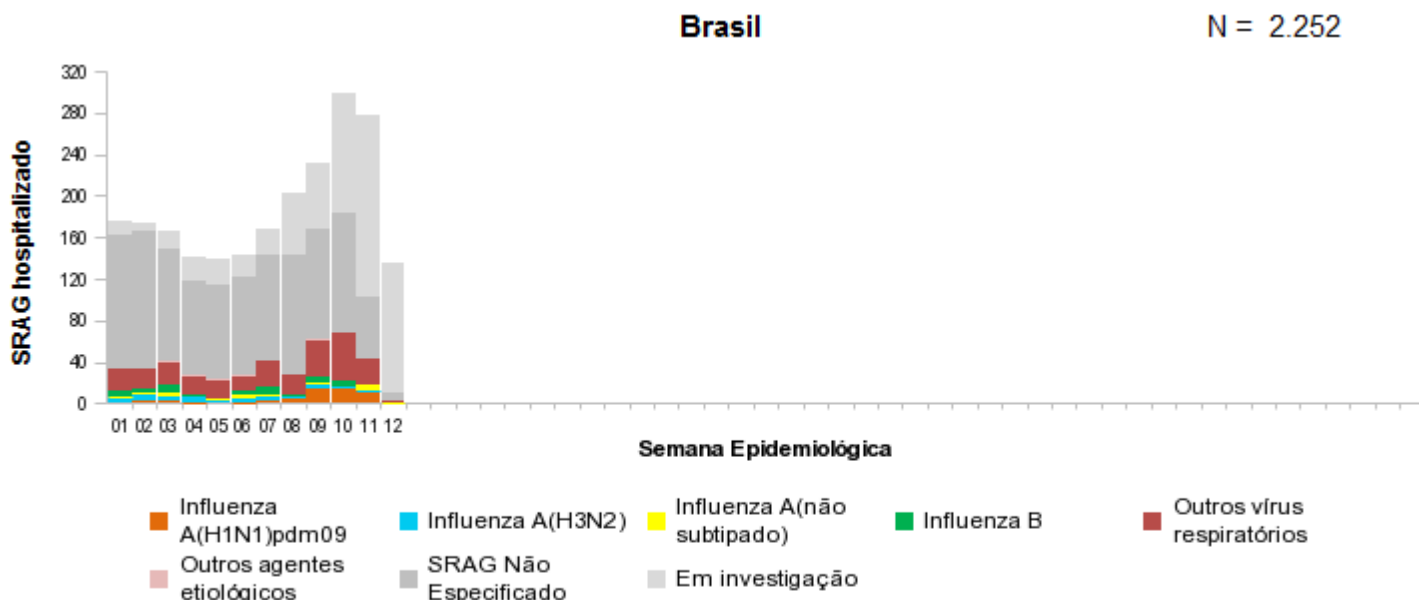 Brasil
N = 2.252
SRAG hospitalizado
320
280
240
200
160
120
80
40
0
01 02 03 04 05 06 07 08 09 10 11 12
Semana Epidemiológica
Influenza A(H1N1)pdm09
Influenza A(H3N2)
Influenza A(não subtipado)
Influenza B
Outros vírus respiratórios
Outros agentes etiológicos
SRAG Não Especificado
Em investigação